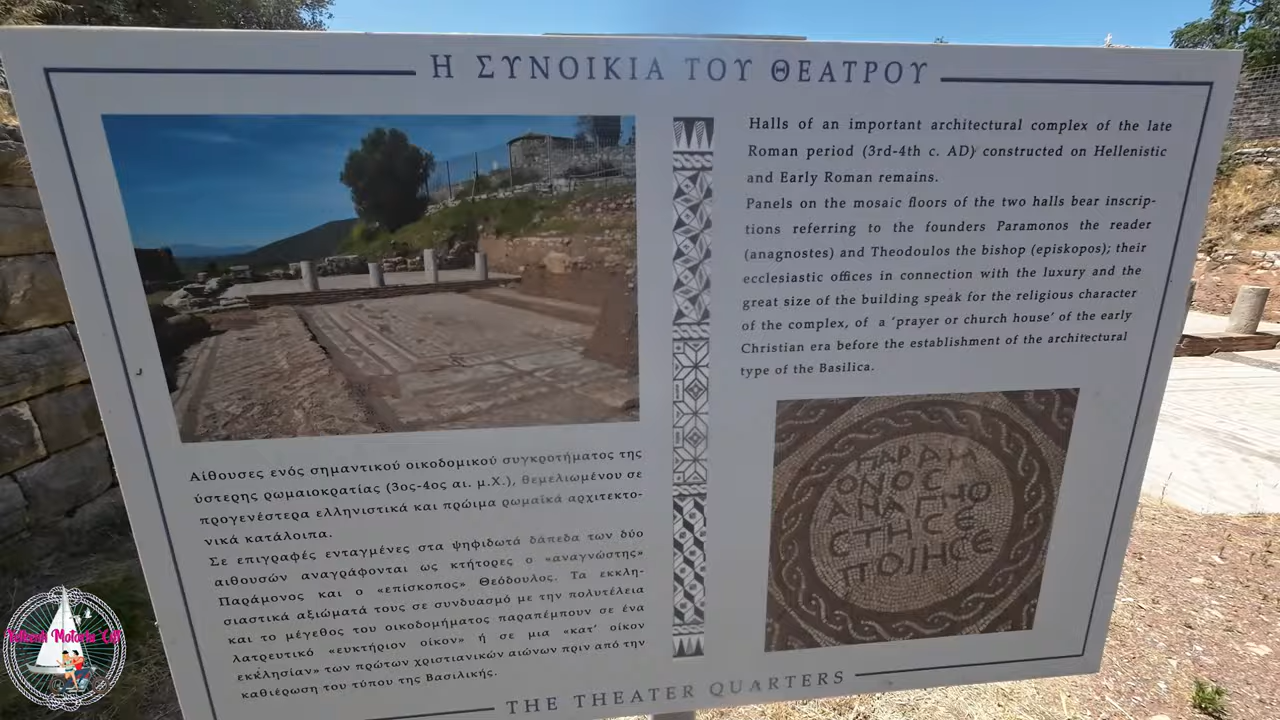 Η ΣΥΝΟΙΚΙΑ ΤΟΥ ΘΕΑΤΡΟΥ
Αίθουσες ενός σημαντικού οικοδομικού συγκροτήματος της
ύστερης ρωμαιοκρατίας (3ος-4ος αι. μ.Χ.), θεμελιωμένου σε
προγενέστερα ελληνιστικά και πρώιμα ρωμαϊκά αρχιτεκτο-
νικά κατάλοιπα.
Σε επιγραφές ενταγμένες στα ψηφιδωτά δάπεδα των δύο
αιθουσών αναγράφονται ως κτήτορες ο «αναγνώστης»
Παράμονος και ο «επίσκοπος» Θεόδουλος. Τα εκκλη-
σιαστικά αξιώματά τους σε συνδυασμό με την πολυτέλεια
και το μέγεθος του οικοδομήματος παραπέμπουν σε ένα
λατρευτικό «ευκτήριον οίκον» ή σε μια «κατ' οίκον
εκκλησίαν» των πρώτων χριστιανικών αιώνων πριν από την
καθιέρωση του τύπου της Βασιλικής.
Halls of an important architectural complex of the late
Roman period (3rd-4th c. AD) constructed on Hellenistic
and Early Roman remains.
Panels on the mosaic floors of the two halls bear inscrip-
tions referring to the founders Paramonos the reader
(anagnostes) and Theodoulos the bishop (episkopos); their
ecclesiastic offices in connection with the luxury and the
great size of the building speak for the religious character
of the complex, of a 'prayer or church house' of the early
Christian era before the establishment of the architectural
type of the Basilica.
ΠΑΡΑΜ
ΟΝΟϹ
ΑΝΑΓΝΟ
ϹΤΗϹ Ε
ΠΟΙΗϹΕ
THE THEATER QUARTERS